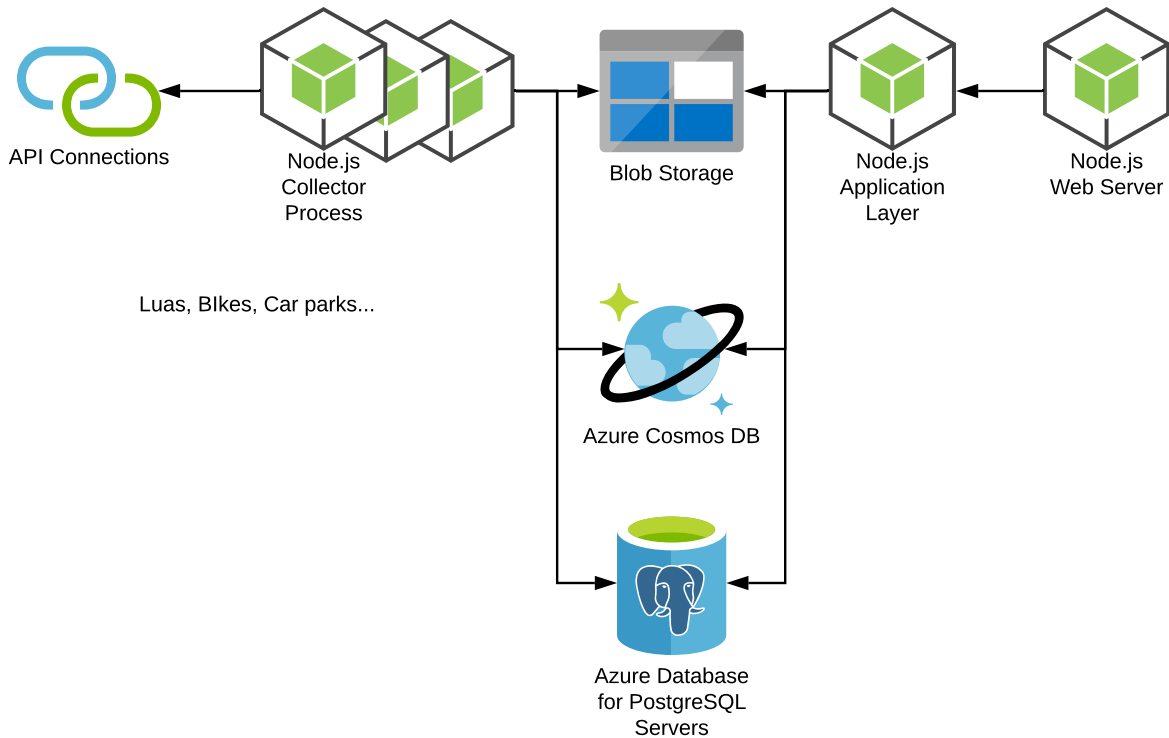 API Connections
Node.js
Collector
Process
Blob Storage
Node.js
Application
Layer
Node.js
Web Server
Luas, BIkes, Car parks...
Azure Cosmos DB
Azure Database
for PostgreSQL
Servers